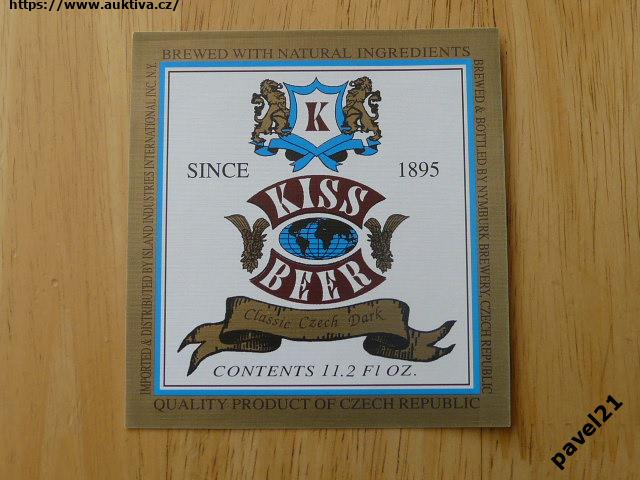 https://www.auktiva.cz/
BREWED WITH NATURAL INGREDIENTS
IMPORTED & DISTRIBUTED BY ISLAND INDUSTRIES INTERNATIONAL INC. N.Y.
BREWED & BOTTLED BY NYMBURK BREWERY, CZECH REPUBLIC
K
SINCE 1895
KISS
BEER
Classic Czech Dark
CONTENTS 11.2 Fl OZ.
QUALITY PRODUCT OF CZECH REPUBLIC
pavel21